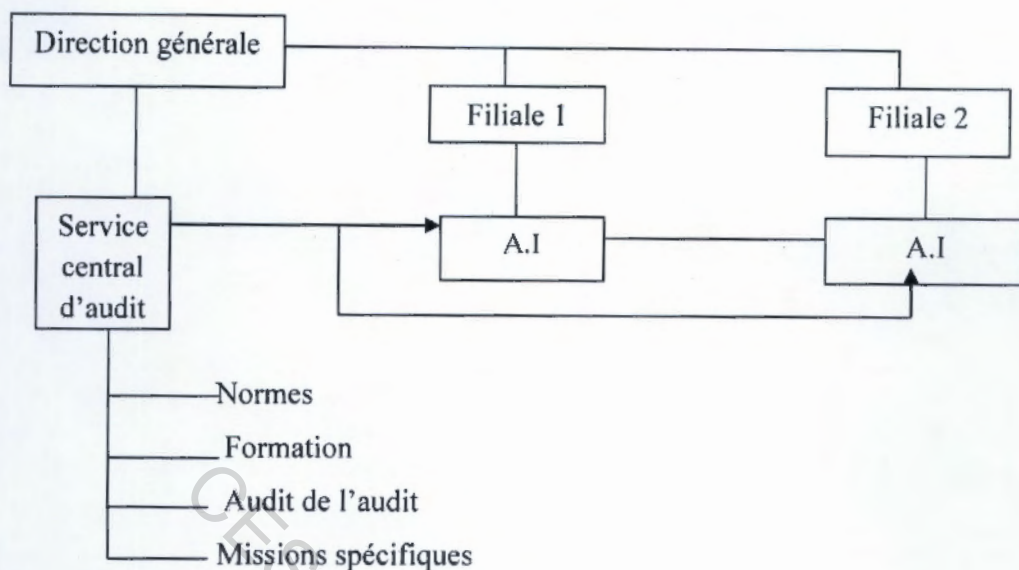 Direction générale
Filiale 1
Filiale 2
Service
central
d'audit
A.I
A.I
Normes
Formation
Audit de l'audit
Missions spécifiques